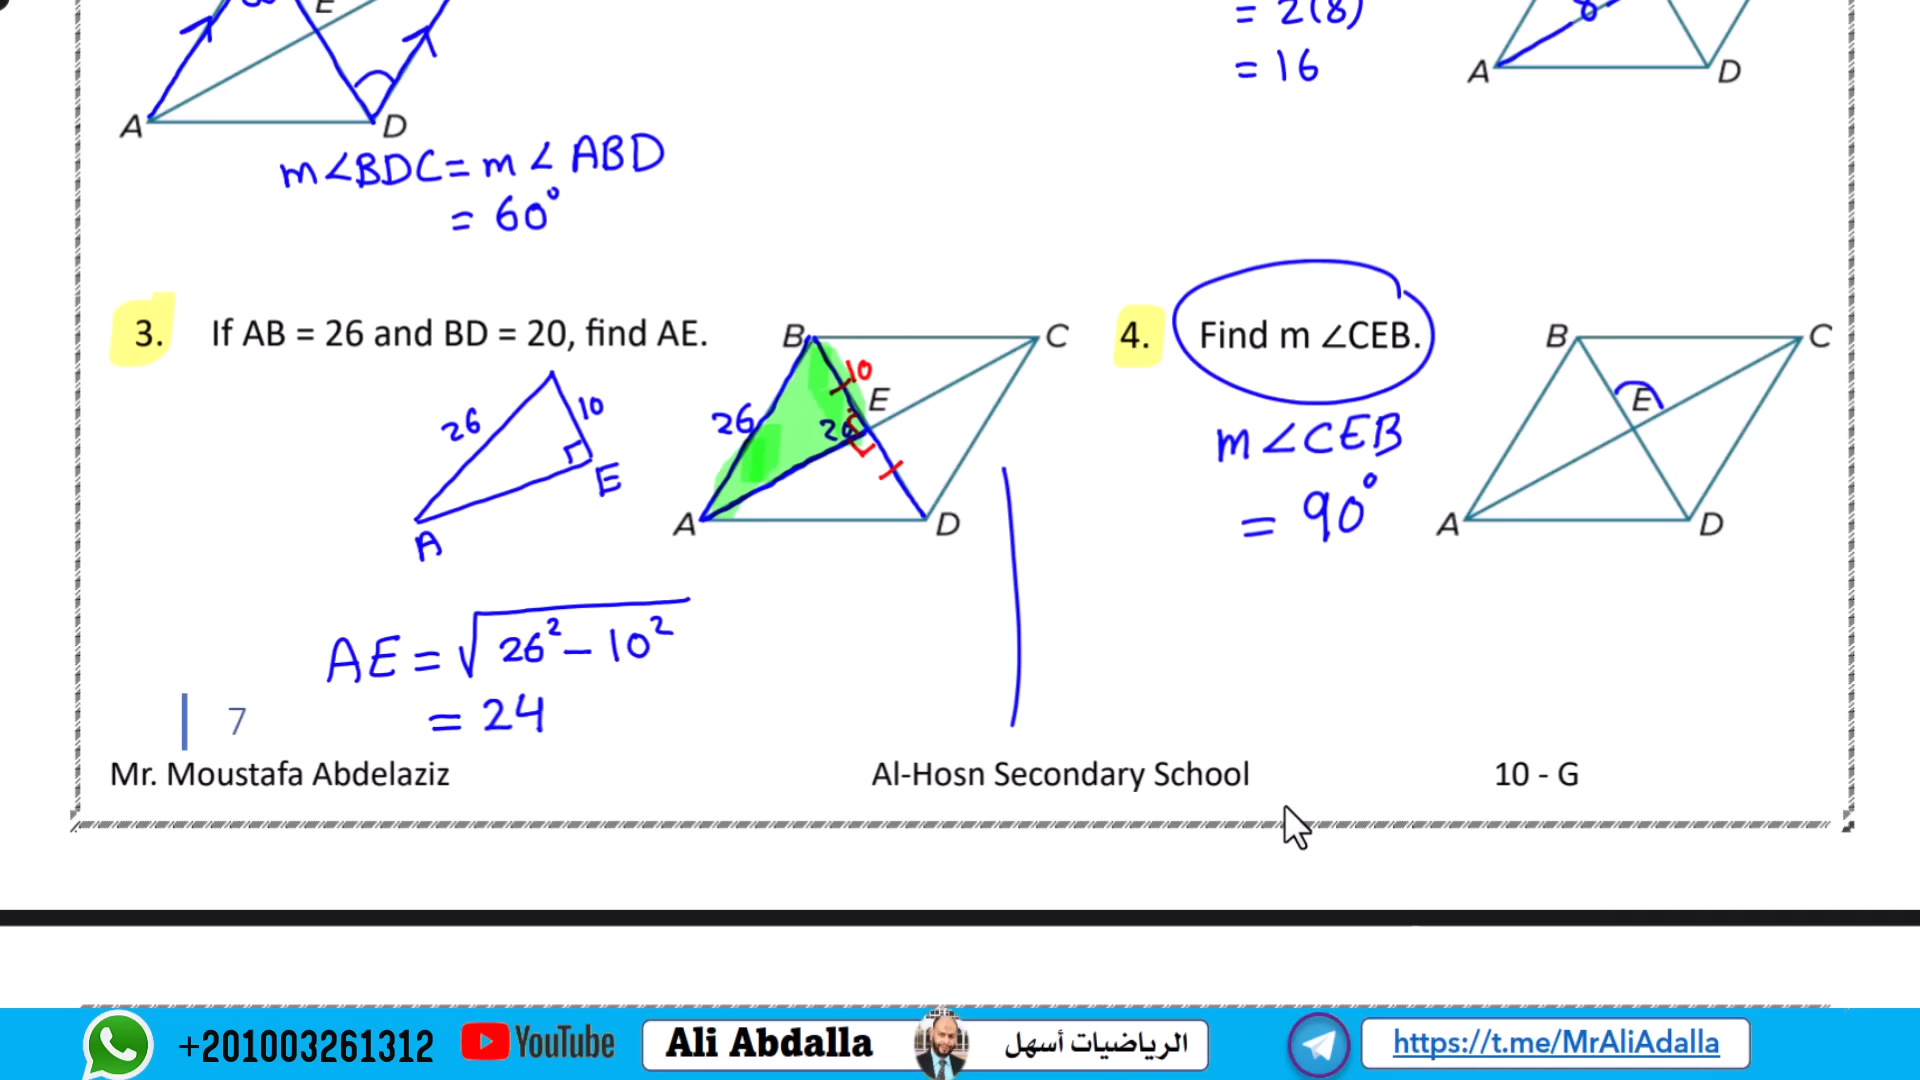 E
= 2(8)
= 16
8
A
D
A
D
m∠BDC = m∠ABD
= 60°
3.
If AB = 26 and BD = 20, find AE.
B
C
10
E
26
20
A
D
26
10
E
A
AE = √26² − 10²
= 24
4.
Find m ∠CEB.
m∠CEB
= 90°
B
C
E
A
D
7
Mr. Moustafa Abdelaziz
Al-Hosn Secondary School
10 - G
+201003261312
YouTube
Ali Abdalla
الرياضيات أسهل
https://t.me/MrAliAdalla